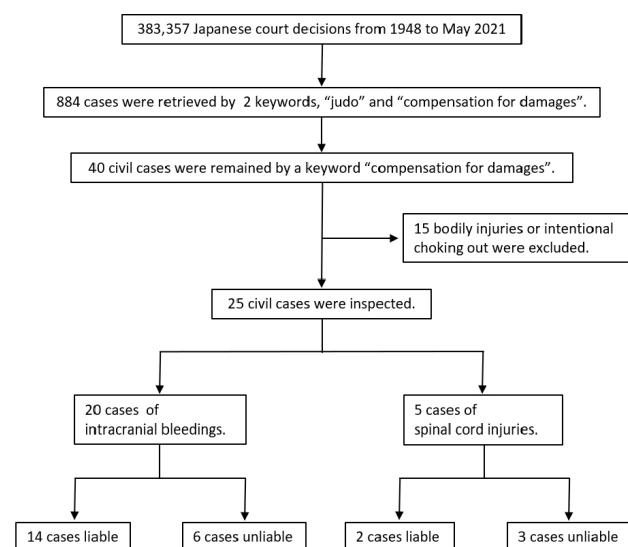 383,357 Japanese court decisions from 1948 to May 2021
884 cases were retrieved by 2 keywords, “judo” and “compensation for damages”.
40 civil cases were remained by a keyword “compensation for damages”.
15 bodily injuries or intentional
choking out were excluded.
25 civil cases were inspected.
20 cases of
intracranial bleedings.
5 cases of
spinal cord injuries.
14 cases liable
6 cases unliable
2 cases liable
3 cases unliable